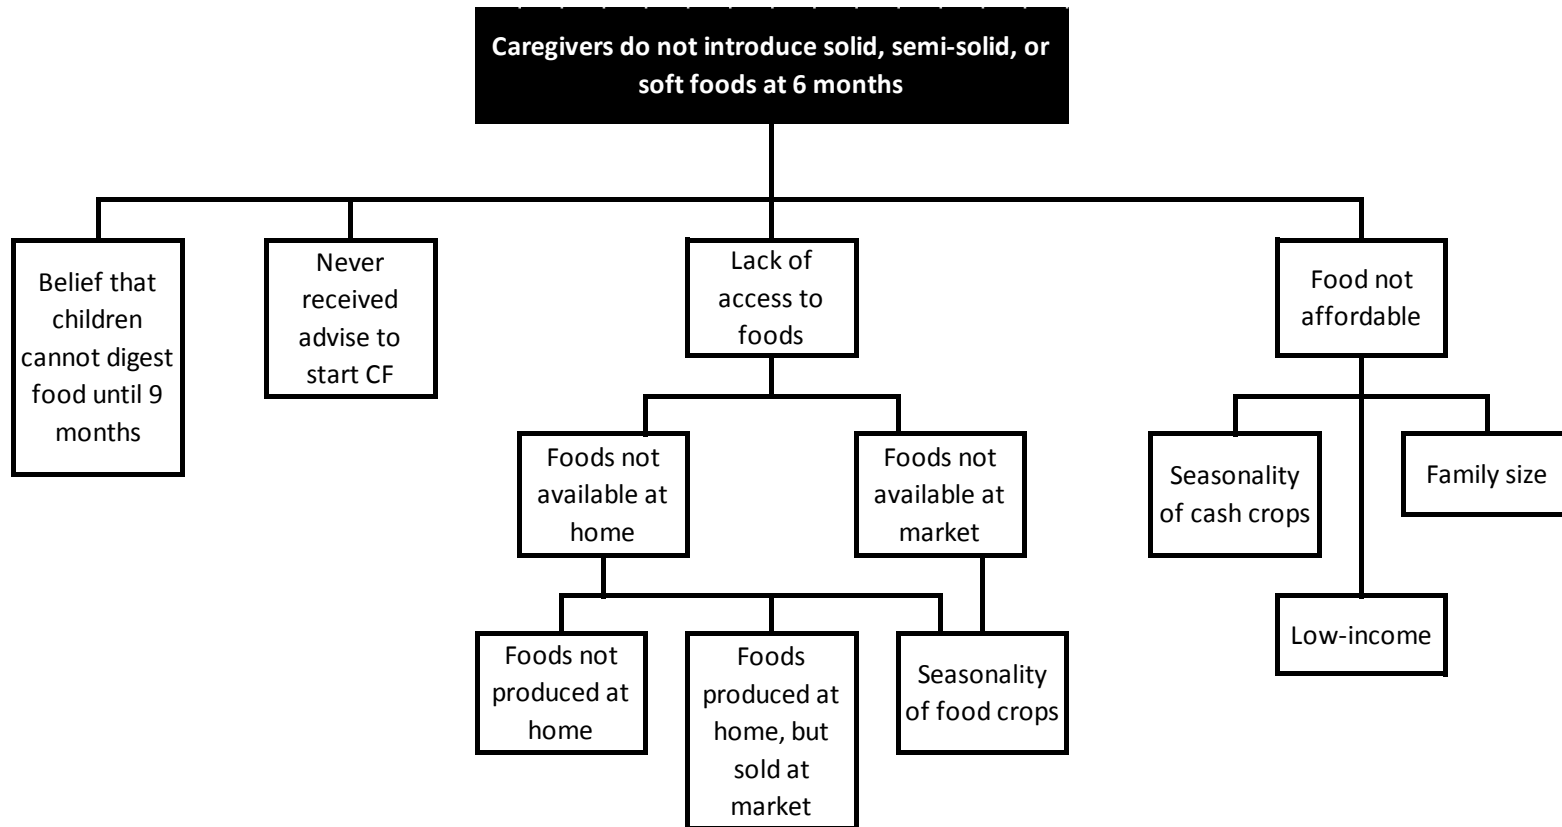 Caregivers do not introduce solid, semi-solid, or
soft foods at 6 months
Belief that
children
cannot digest
food until 9
months
Never
received
advise to
start CF
Lack of
access to
foods
Food not
affordable
Foods not
available at
home
Foods not
available at
market
Seasonality
of cash crops
Family size
Low-income
Foods not
produced at
home
Foods
produced at
home, but
sold at
market
Seasonality
of food crops